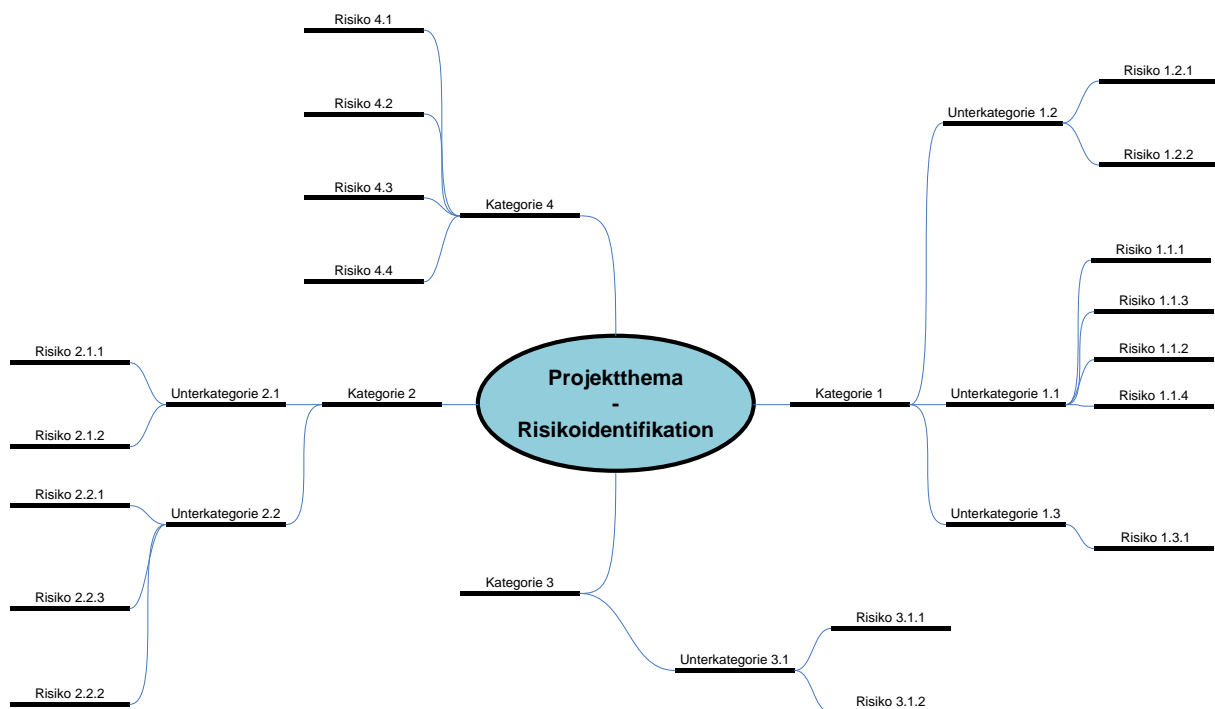 Risiko 4.1
Risiko 4.2
Risiko 4.3
Risiko 4.4
Kategorie 4
Unterkategorie 1.2
Risiko 1.2.1
Risiko 1.2.2
Risiko 1.1.1
Risiko 1.1.3
Risiko 1.1.2
Risiko 1.1.4
Unterkategorie 1.1
Kategorie 1
Projektthema
-
Risikoidentifikation
Kategorie 2
Unterkategorie 2.1
Risiko 2.1.1
Risiko 2.1.2
Risiko 2.2.1
Unterkategorie 2.2
Risiko 2.2.3
Risiko 2.2.2
Unterkategorie 1.3
Risiko 1.3.1
Kategorie 3
Unterkategorie 3.1
Risiko 3.1.1
Risiko 3.1.2